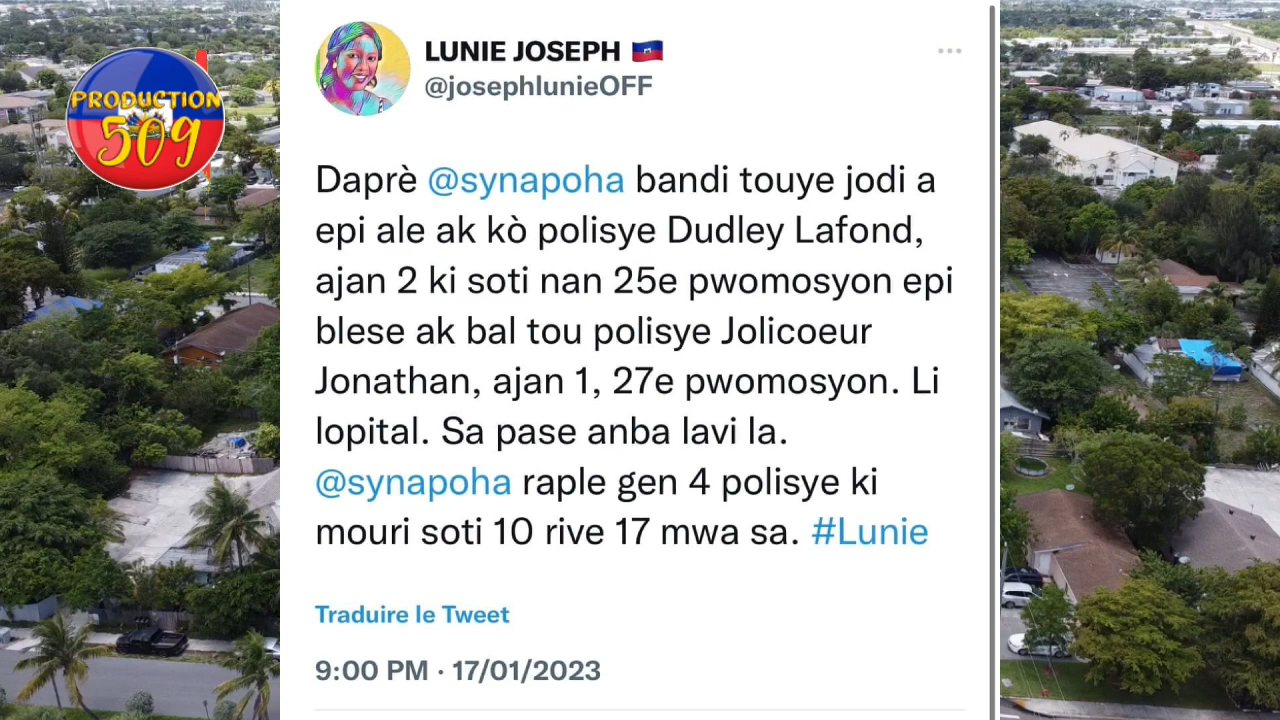 PRODUCTION
509
LUNIE JOSEPH 🇭🇹
@josephlunieOFF
Daprè @synapoha bandi touye jodi a
epi ale ak kò polisye Dudley Lafond,
ajan 2 ki soti nan 25e pwomosyon epi
blese ak bal tou polisye Jolicoeur
Jonathan, ajan 1, 27e pwomosyon. Li
lopital. Sa pase anba lavi la.
@synapoha raple gen 4 polisye ki
mouri soti 10 rive 17 mwa sa. #Lunie
Traduire le Tweet
9:00 PM · 17/01/2023